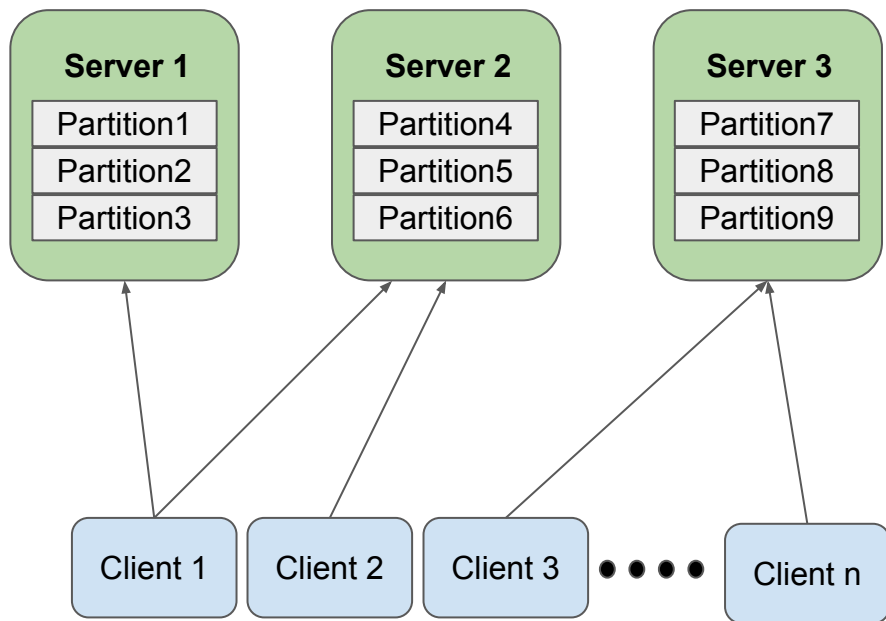 Server 1
Partition1
Partition2
Partition3
Server 2
Partition4
Partition5
Partition6
Server 3
Partition7
Partition8
Partition9
Client 1
Client 2
Client 3
Client n